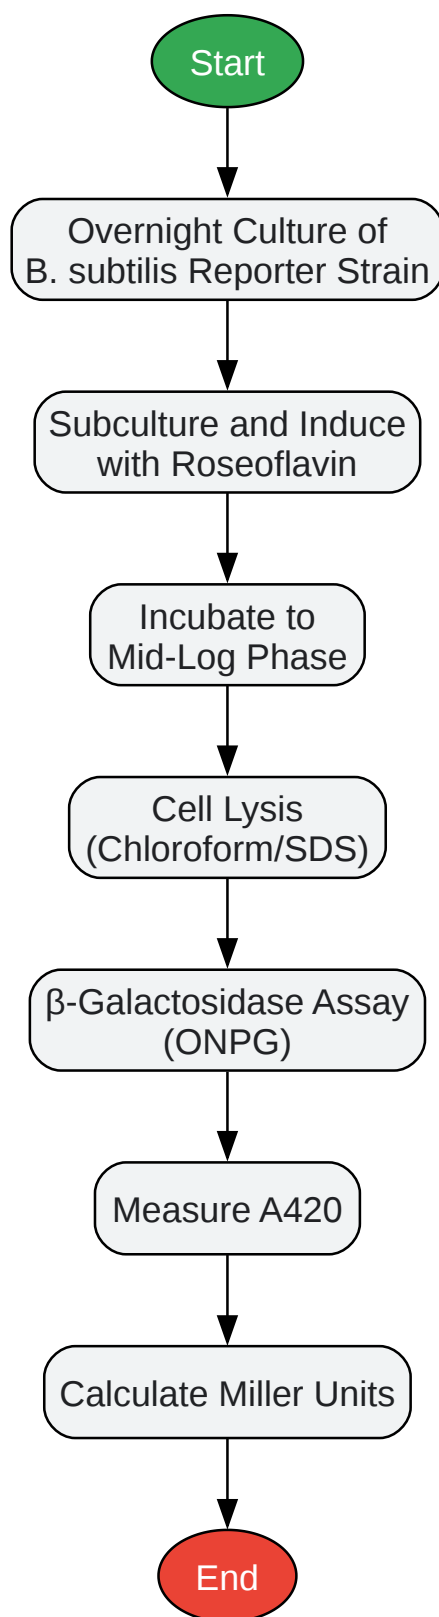 Start
Overnight Culture of
B. subtilis Reporter Strain
Subculture and Induce
with Roseoflavin
Incubate to
Mid-Log Phase
Cell Lysis
(Chloroform/SDS)
β-Galactosidase Assay
(ONPG)
Measure A420
Calculate Miller Units
End